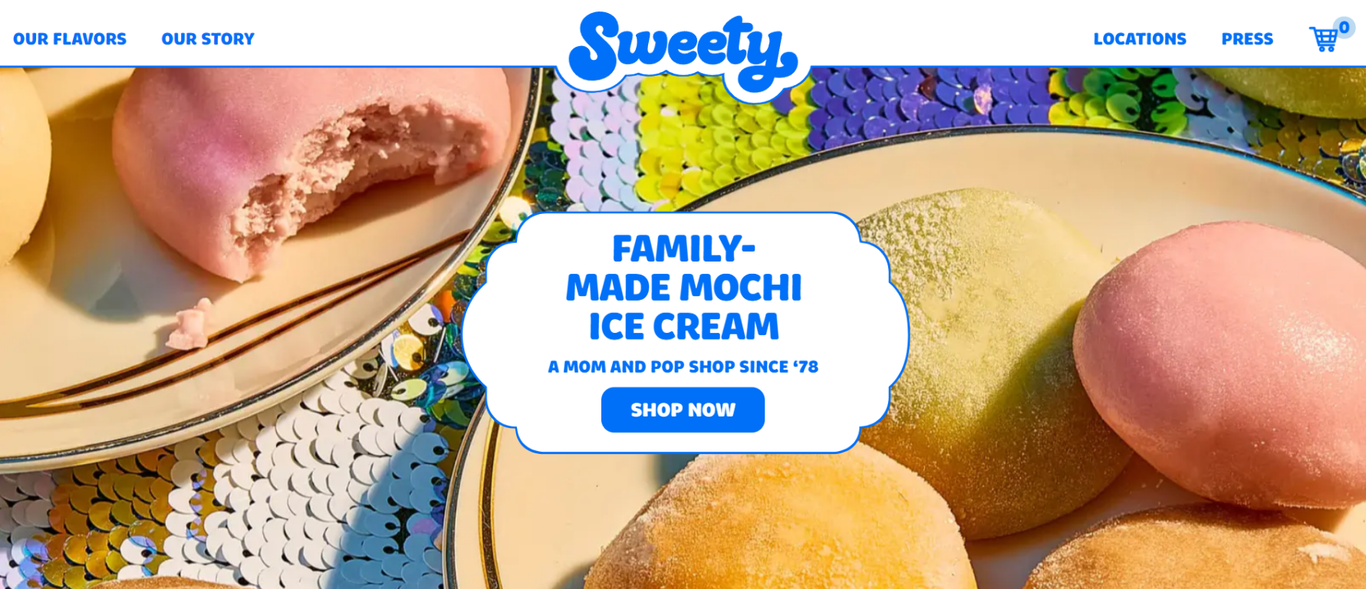 OUR FLAVORS
OUR STORY
Sweety
LOCATIONS
PRESS
0
FAMILY-
MADE MOCHI
ICE CREAM
A MOM AND POP SHOP SINCE ‘78
SHOP NOW